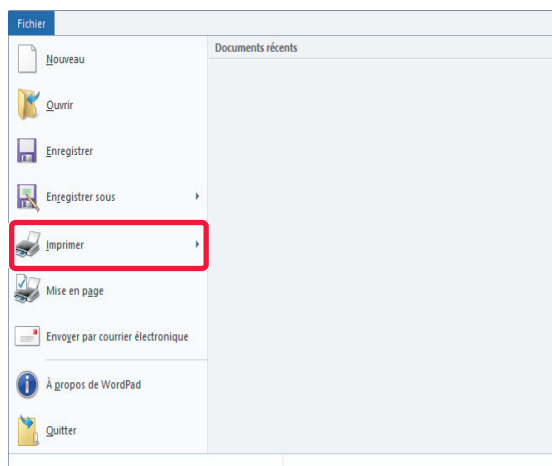 Fichier
Documents récents
Nouveau
Ouvrir
Enregistrer
Enregistrer sous
Imprimer
Mise en page
Envoyer par courrier électronique
À propos de WordPad
Quitter